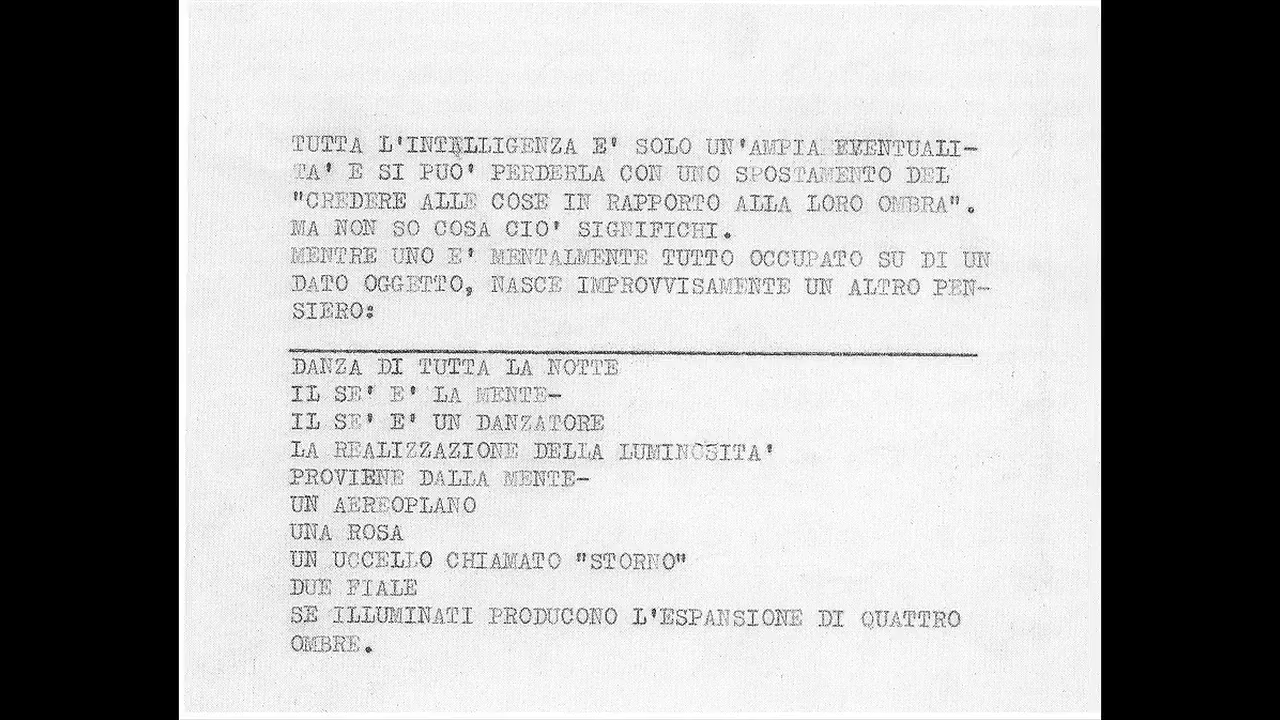 TUTTA L'INTELLIGENZA E' SOLO UN'AMPIA EVENTUALI-
TA' E SI PUO' PERDERLA CON UNO SPOSTAMENTO DEL
"CREDERE ALLE COSE IN RAPPORTO ALLA LORO OMBRA".
MA NON SO COSA CIO' SIGNIFICHI.
MENTRE UNO E' MENTALMENTE TUTTO OCCUPATO SU DI UN
DATO OGGETTO, NASCE IMPROVVISAMENTE UN ALTRO PEN-
SIERO:
DANZA DI TUTTA LA NOTTE
IL SE' E' LA MENTE-
IL SE' E' UN DANZATORE
LA REALIZZAZIONE DELLA LUMINOSITA'
PROVIENE DALLA MENTE-
UN AEREOPLANO
UNA ROSA
UN UCCELLO CHIAMATO "STORNO"
DUE FIALE
SE ILLUMINATI PRODUCONO L'ESPANSIONE DI QUATTRO
OMBRE.